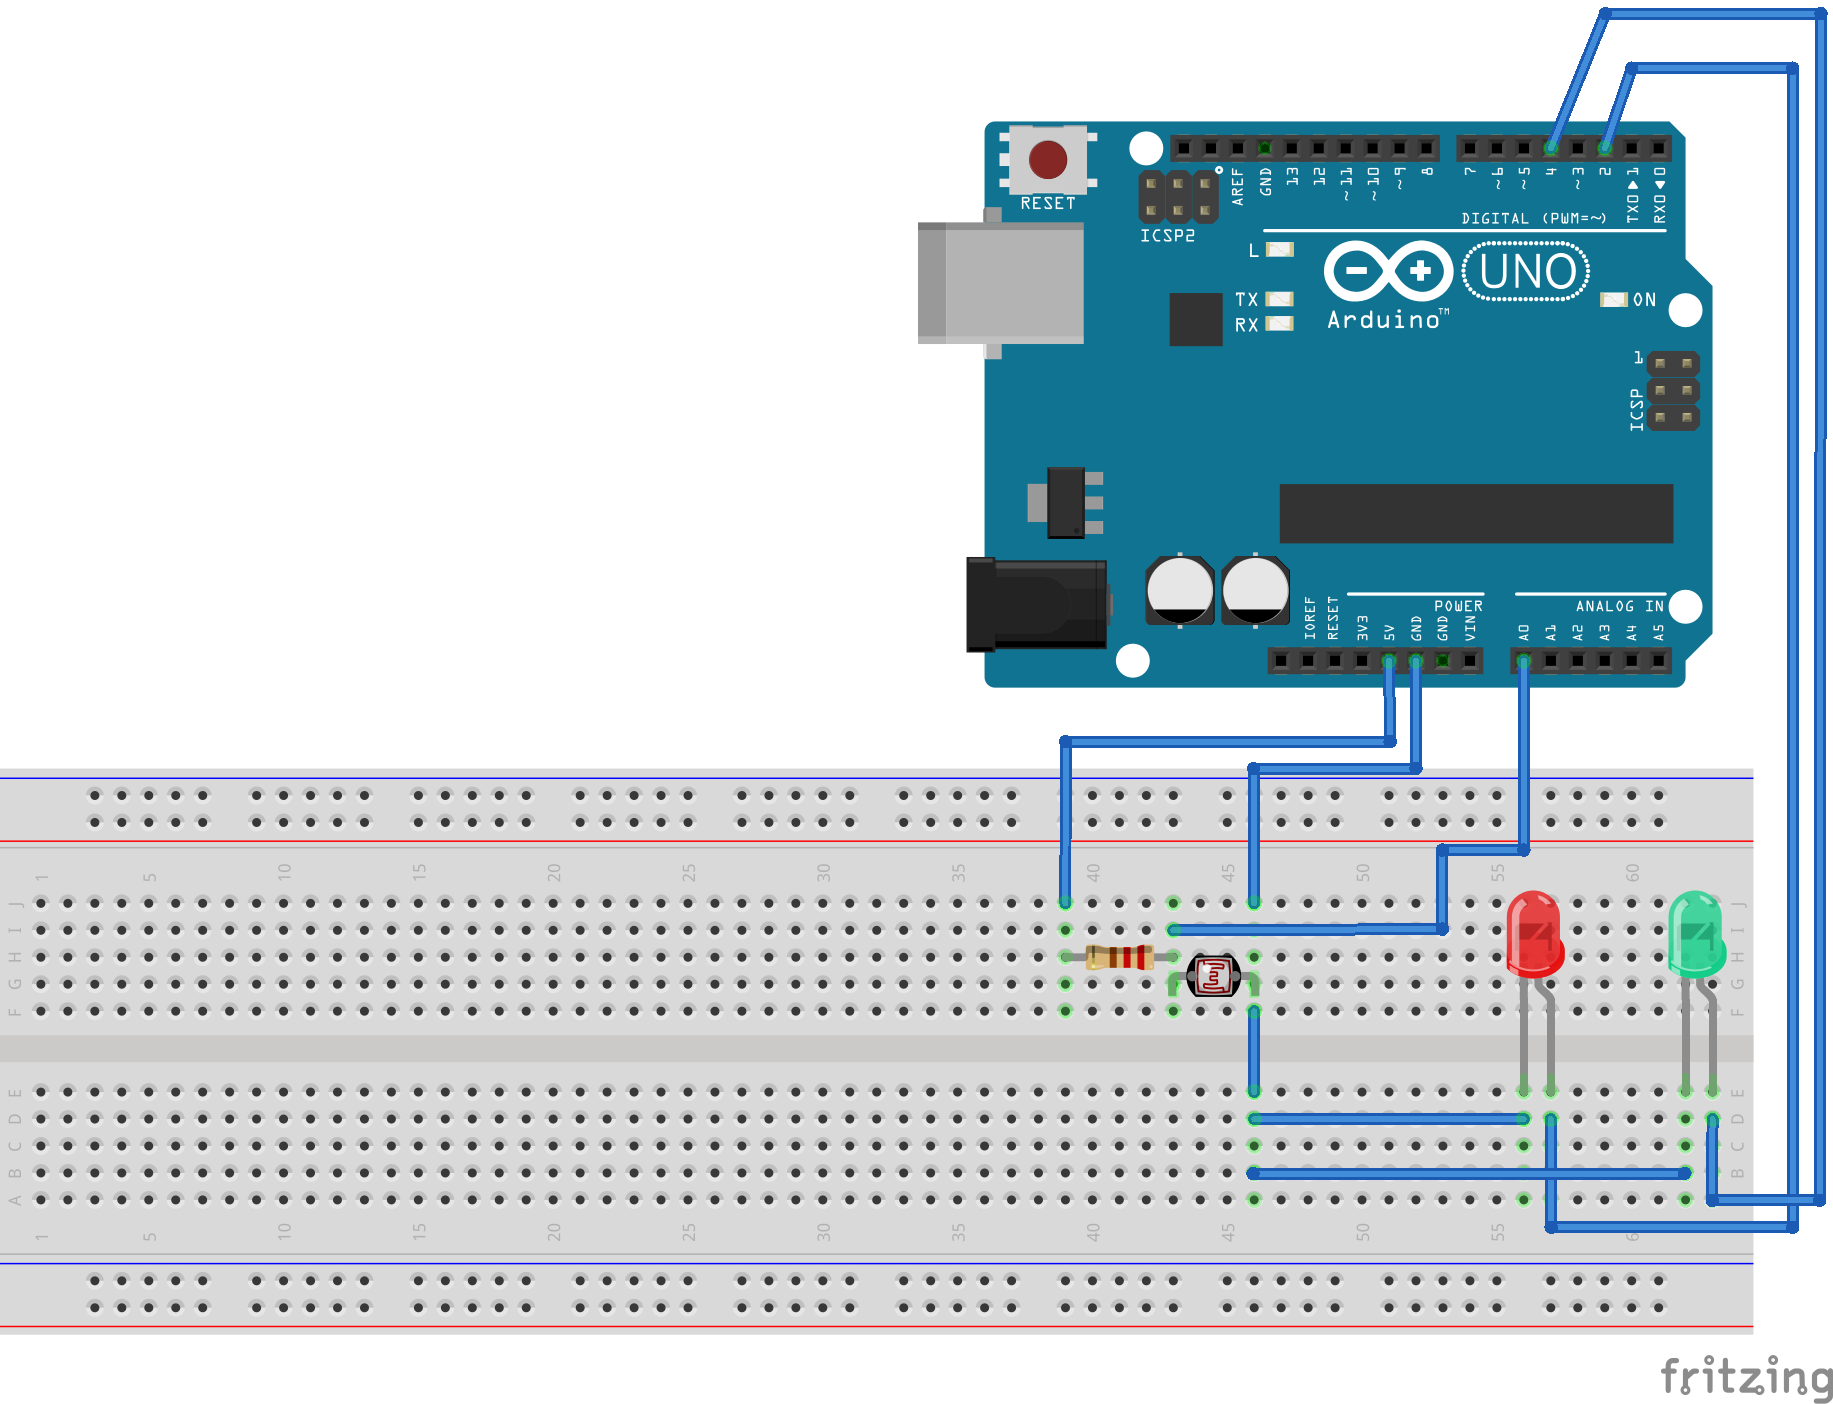 RESET
ICSP2
AREF
GND
13
12
~11
~10
~9
8
7
~6
~5
4
~3
2
TX0▶1
RX0◀0
DIGITAL (PWM=~)
L
TX
RX
UNO
Arduino™
ON
1
ICSP
IOREF
RESET
3V3
5V
GND
GND
VIN
POWER
ANALOG IN
A0
A1
A2
A3
A4
A5
1 5 10 15 20 25 30 35 40 45 50 55 60
J J
I I
H H
G G
F F
E E
D D
C C
B B
A
1 5 10 15 20 25 30 35 40 45 50 55 6
fritzing